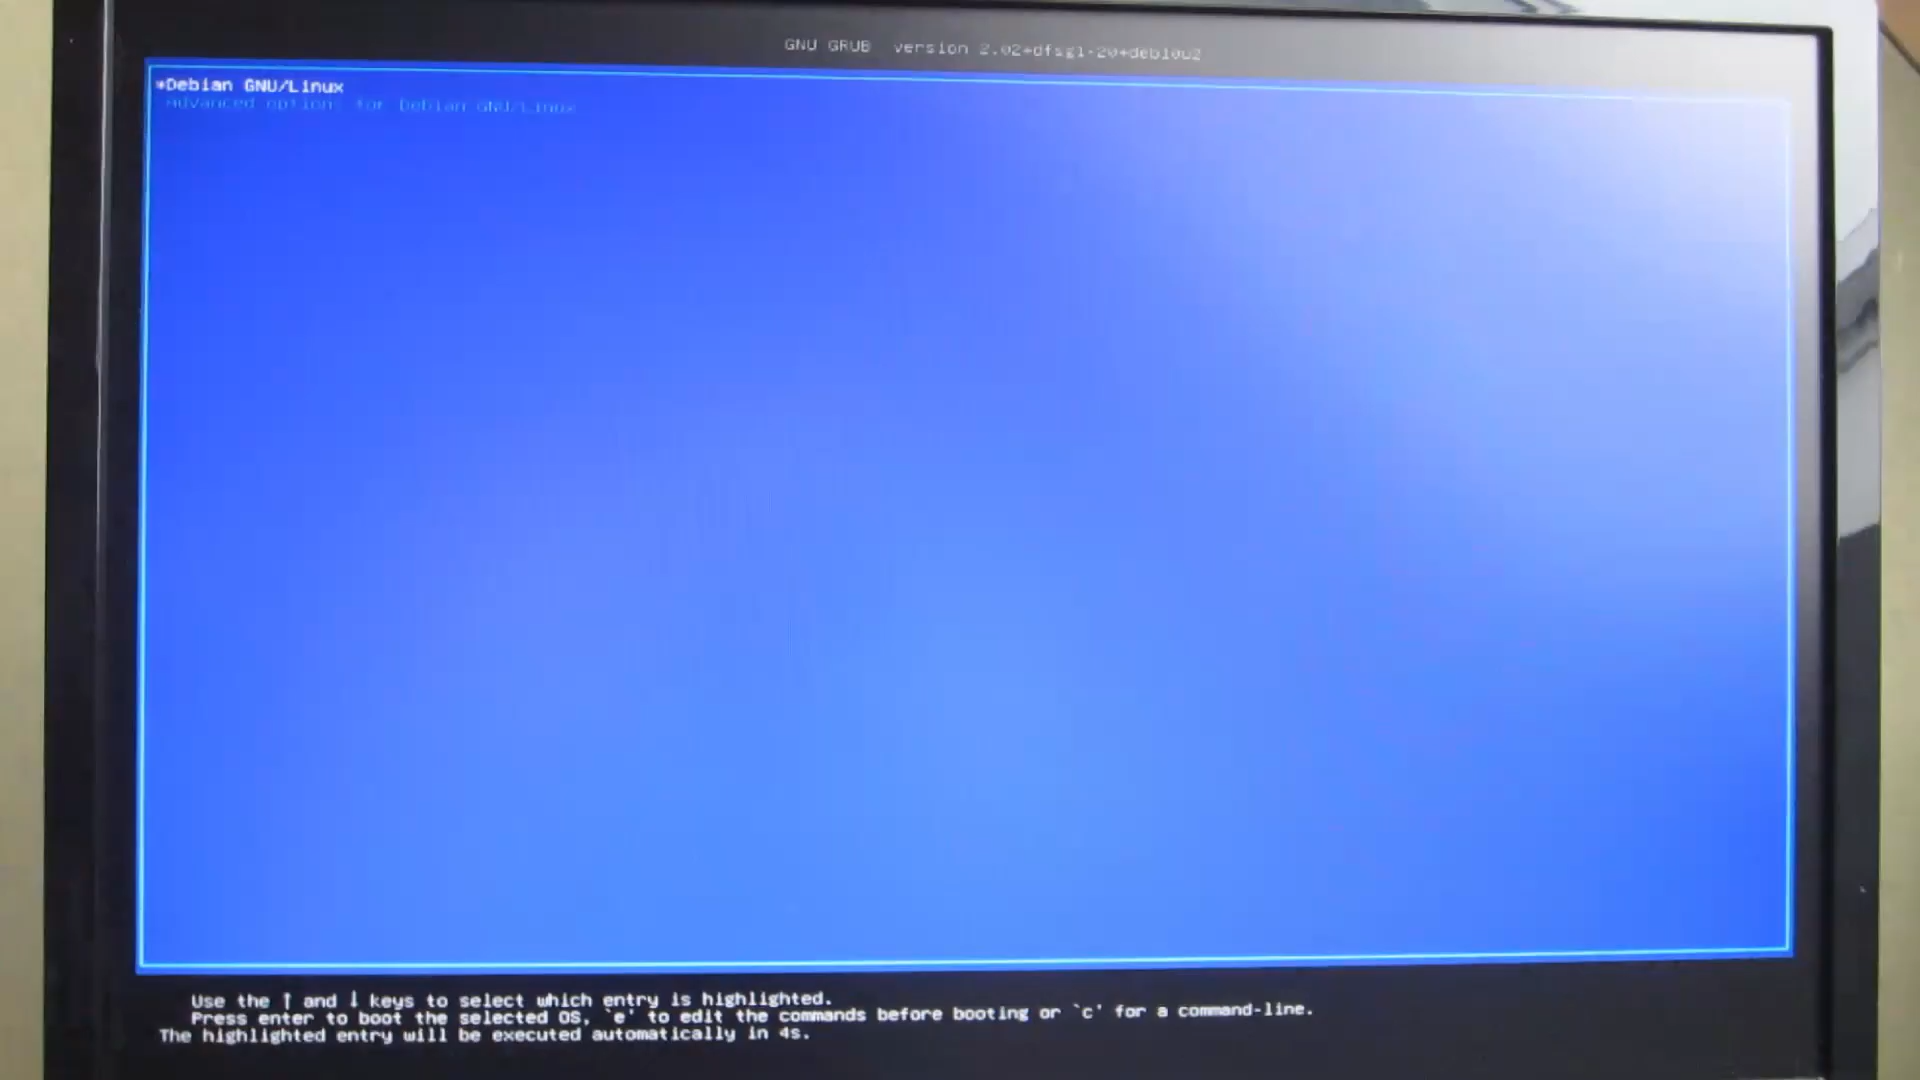 GNU GRUB  version 2.02+dfsg1-20+deb10u2
*Debian GNU/Linux
Advanced options for Debian GNU/Linux
Use the ↑ and ↓ keys to select which entry is highlighted.
Press enter to boot the selected OS, `e' to edit the commands before booting or `c' for a command-line.
The highlighted entry will be executed automatically in 4s.